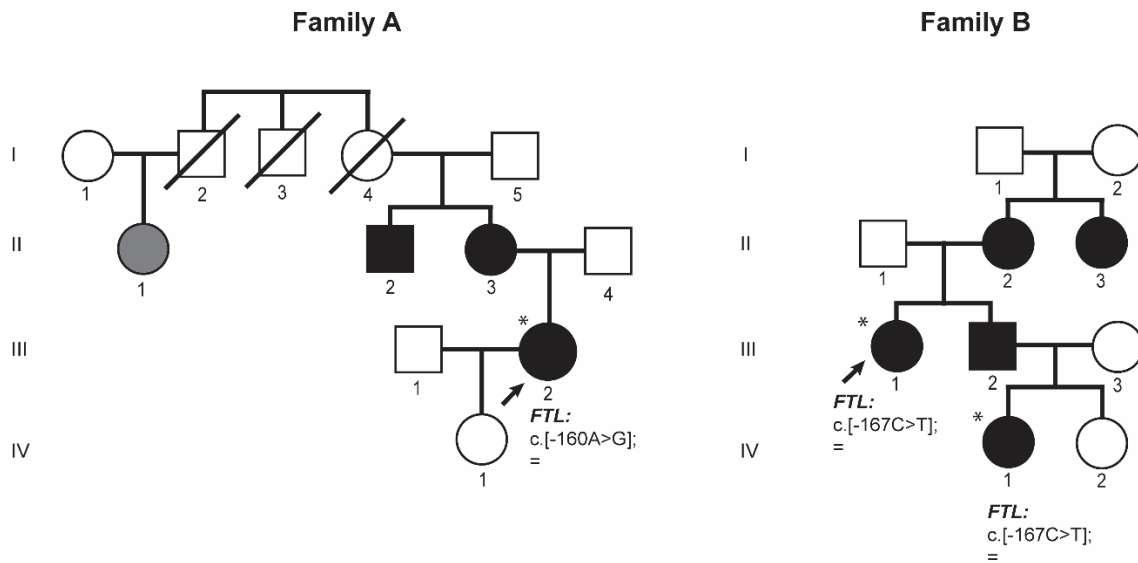 Family A
Family B
I
1
2
3
4
5
I
1
2
II
1
2
3
4
II
1
2
3
III
1
*
2
FTL:
c.[-160A>G];
=
III
*
1
FTL:
c.[-167C>T];
=
2
3
IV
1
IV
*
1
FTL:
c.[-167C>T];
=
2